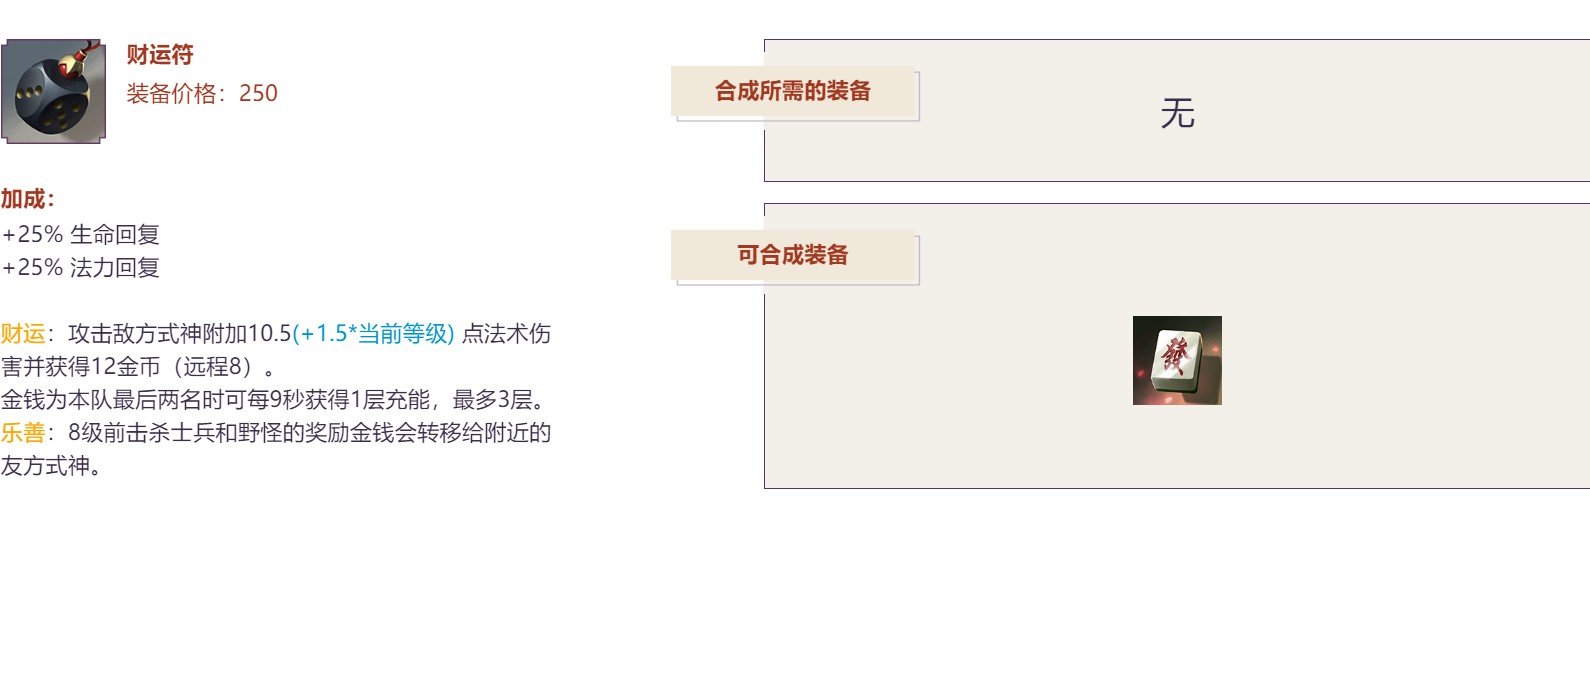 财运符
装备价格：250
加成：
+25% 生命回复
+25% 法力回复
财运：攻击敌方式神附加10.5(+1.5*当前等级) 点法术伤
害并获得12金币（远程8）。
金钱为本队最后两名时可每9秒获得1层充能，最多3层。
乐善：8级前击杀士兵和野怪的奖励金钱会转移给附近的
友方式神。
合成所需的装备
无
可合成装备
發